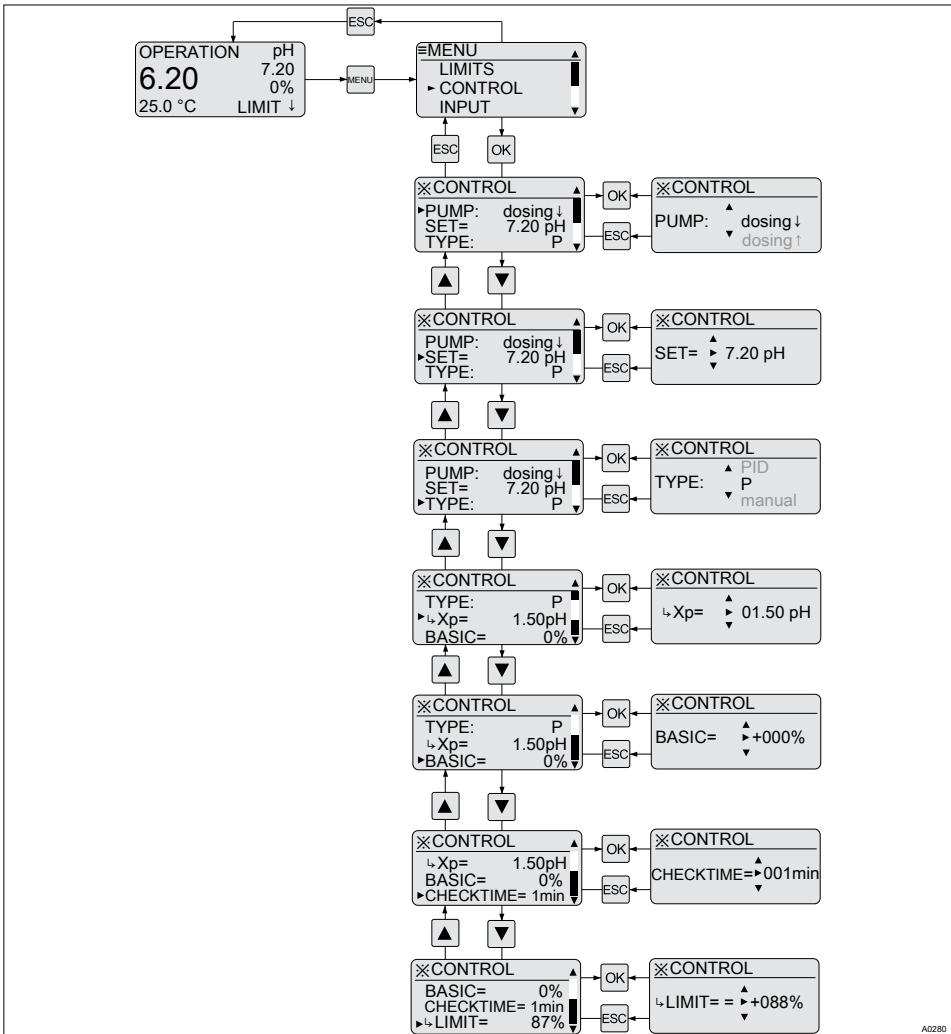 ESC
OPERATION pH
7.20
6.20
0%
25.0 °C LIMIT ↓
MENU
≡MENU
LIMITS
► CONTROL
INPUT
ESC OK
※CONTROL
►PUMP: dosing↓
SET= 7.20 pH
TYPE: P
OK
ESC
※CONTROL
PUMP: dosing↓
dosing↑
▲ ▼
※CONTROL
PUMP: dosing↓
►SET= 7.20 pH
TYPE: P
OK
ESC
※CONTROL
SET= ► 7.20 pH
▲ ▼
※CONTROL
PUMP: dosing↓
SET= 7.20 pH
►TYPE: P
OK
ESC
※CONTROL
PID
TYPE: P
manual
▲ ▼
※CONTROL
TYPE: P
►↳Xp= 1.50pH
BASIC= 0%
OK
ESC
※CONTROL
↳Xp= ► 01.50 pH
▲ ▼
※CONTROL
TYPE: P
↳Xp= 1.50pH
►BASIC= 0%
OK
ESC
※CONTROL
BASIC= ►+000%
▲ ▼
※CONTROL
↳Xp= 1.50pH
BASIC= 0%
►CHECKTIME= 1min
OK
ESC
※CONTROL
CHECKTIME=►001min
▲ ▼
※CONTROL
BASIC= 0%
CHECKTIME= 1min
►↳LIMIT= 87%
OK
ESC
※CONTROL
↳LIMIT= = ►+088%
A0280